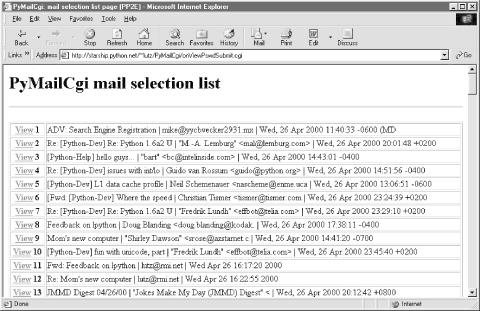 PyMailCgi: mail selection list page [PP2E] - Microsoft Internet Explorer
File Edit View Favorites Tools Help
Back Forward Stop Refresh Home Search Favorites History Mail Print Edit Discuss
Links » Address http://starship.python.net/~lutz/PyMailCgi/onViewPswdSubmit.cgi Go
PyMailCgi mail selection list
View 1 ADV: Search Engine Registration | mike@yycbvecker2931.mx | Wed, 26 Apr 2000 11:40:33 -0600 (MD
View 2 Re: [Python-Dev] Re: Python 1.6a2 U | "M.-A. Lemburg" <mal@lemburg.com> | Wed, 26 Apr 2000 20:01:48 +0200
View 3 [Python-Help] hello guys... | "bart" <bc@intelinside.com> | Wed, 26 Apr 2000 14:43:01 -0400
View 4 Re: [Python-Dev] issues with int/lo | Guido van Rossum <guido@python.org> | Wed, 26 Apr 2000 14:51:56 -0400
View 5 [Python-Dev] L1 data cache profile | Neil Schemenauer <nascheme@enme.uca | Wed, 26 Apr 2000 13:06:51 -0600
View 6 [Fwd: [Python-Dev] Where the speed | Christian Tismer <tismer@tismer.com | Wed, 26 Apr 2000 23:24:39 +0200
View 7 Re: [Python-Dev] Re: Python 1.6a2 U | "Fredrik Lundh" <effbot@telia.com> | Wed, 26 Apr 2000 23:29:10 +0200
View 8 Feedback on lpython | Doug Blanding <doug.blanding@kodak. | Wed, 26 Apr 2000 17:38:11 -0400
View 9 Mom's new computer | "Shirley Dawson" <srose@azstarnet.c | Wed, 26 Apr 2000 14:41:20 -0700
View 10 [Python-Dev] fun with unicode, part | "Fredrik Lundh" <effbot@telia.com> | Wed, 26 Apr 2000 23:45:40 +0200
View 11 Fwd: Feedback on lpython | lutz@rmi.net | Wed Apr 26 16:17:20 2000
View 12 Re: Mom's new computer | lutz@rmi.net | Wed Apr 26 16:22:55 2000
View 13 JMMD Digest 04/26/00 | "Jokes Make My Day (JMMD) Digest" < | Wed, 26 Apr 2000 20:12:42 +0800
Done Internet